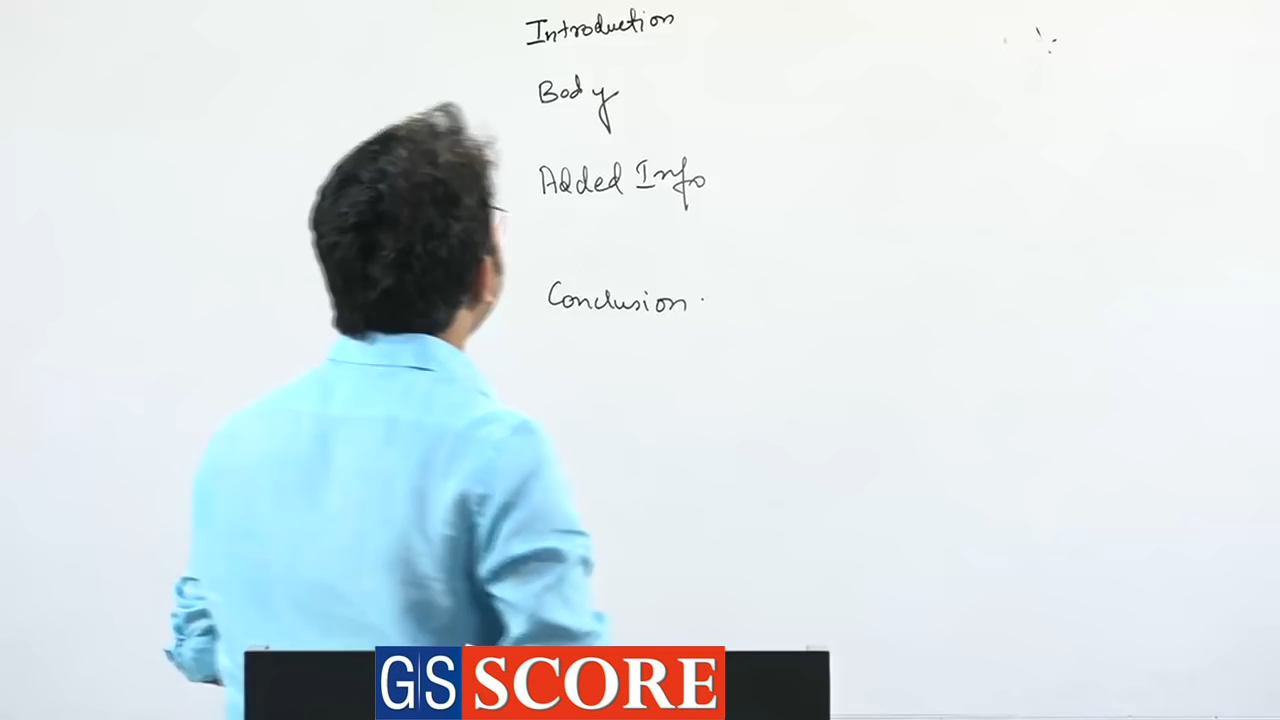 Introduction
Body
Added Info
Conclusion.
GS SCORE